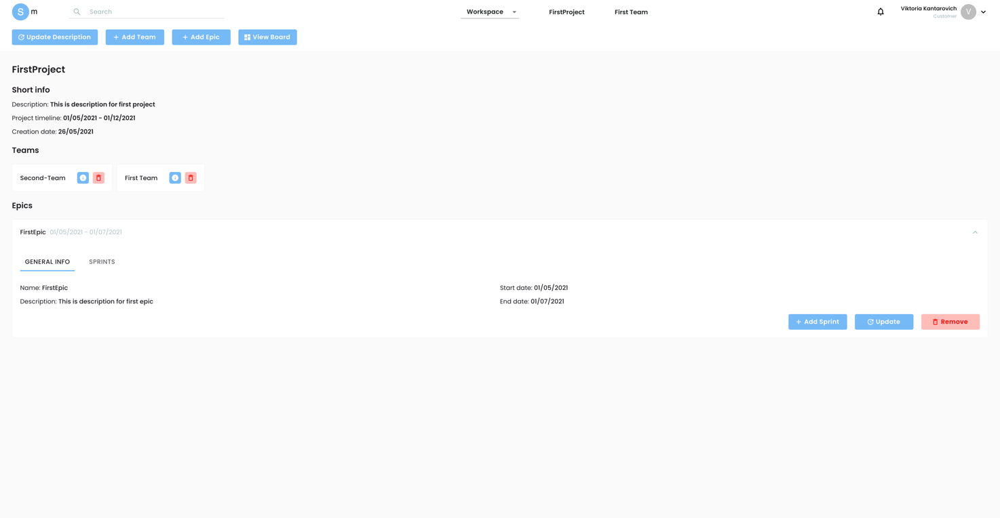 S m Search Workspace FirstProject First Team Viktoria Kantarovich V
Customer
Update Description + Add Team + Add Epic View Board
FirstProject
Short info
Description: This is description for first project
Project timeline: 01/05/2021 - 01/12/2021
Creation date: 26/05/2021
Teams
Second-Team First Team
Epics
FirstEpic 01/05/2021 - 01/07/2021
GENERAL INFO SPRINTS
Name: FirstEpic Start date: 01/05/2021
Description: This is description for first epic End date: 01/07/2021
+ Add Sprint Update Remove